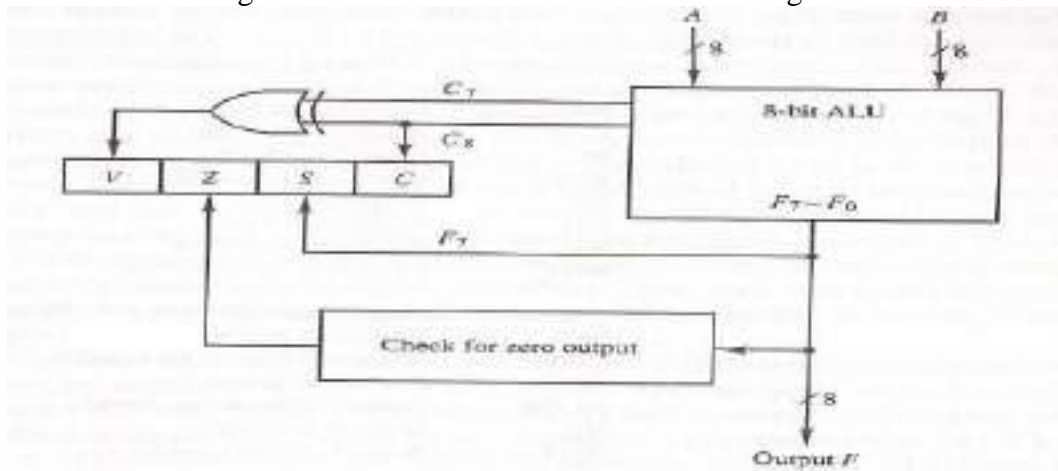 A
B
8
8
C7
8-bit ALU
C8
V
Z
S
C
F7 – F0
F7
Check for zero output
8
Output F